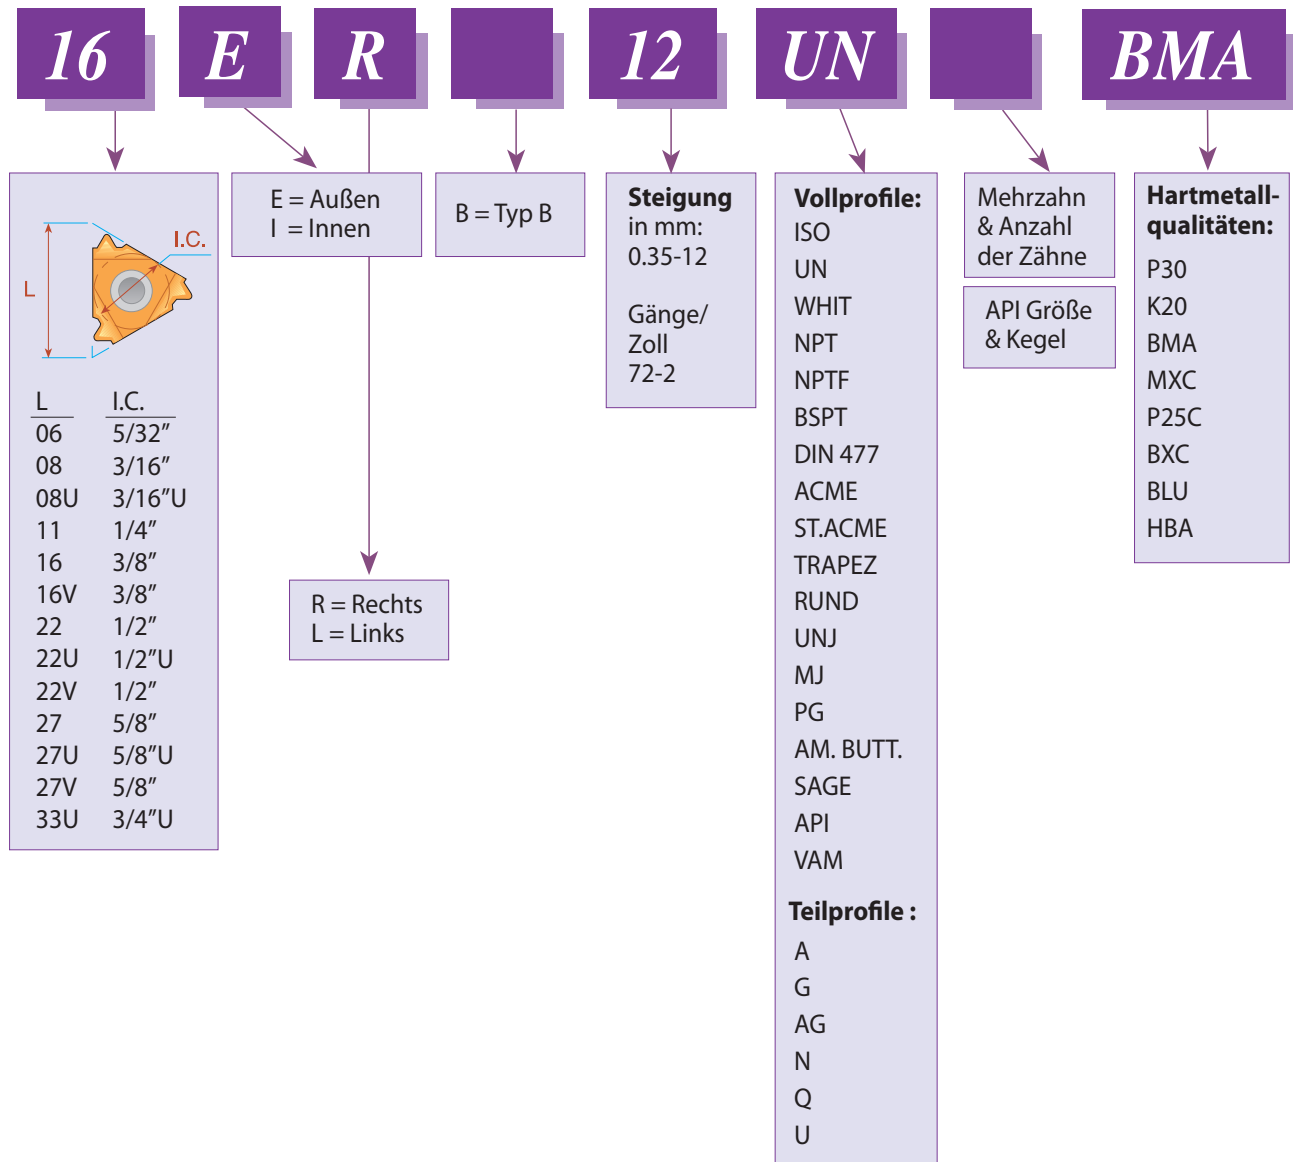 16 E R 12 UN BMA
I.C.
L
L I.C.
06 5/32″
08 3/16″
08U 3/16″U
11 1/4″
16 3/8″
16V 3/8″
22 1/2″
22U 1/2″U
22V 1/2″
27 5/8″
27U 5/8″U
27V 5/8″
33U 3/4″U
E = Außen
I = Innen
R = Rechts
L = Links
B = Typ B
Steigung
in mm:
0.35-12
Gänge/
Zoll
72-2
Vollprofile:
ISO
UN
WHIT
NPT
NPTF
BSPT
DIN 477
ACME
ST.ACME
TRAPEZ
RUND
UNJ
MJ
PG
AM. BUTT.
SAGE
API
VAM
Teilprofile :
A
G
AG
N
Q
U
Mehrzahn
& Anzahl
der Zähne
API Größe
& Kegel
Hartmetall-
qualitäten:
P30
K20
BMA
MXC
P25C
BXC
BLU
HBA